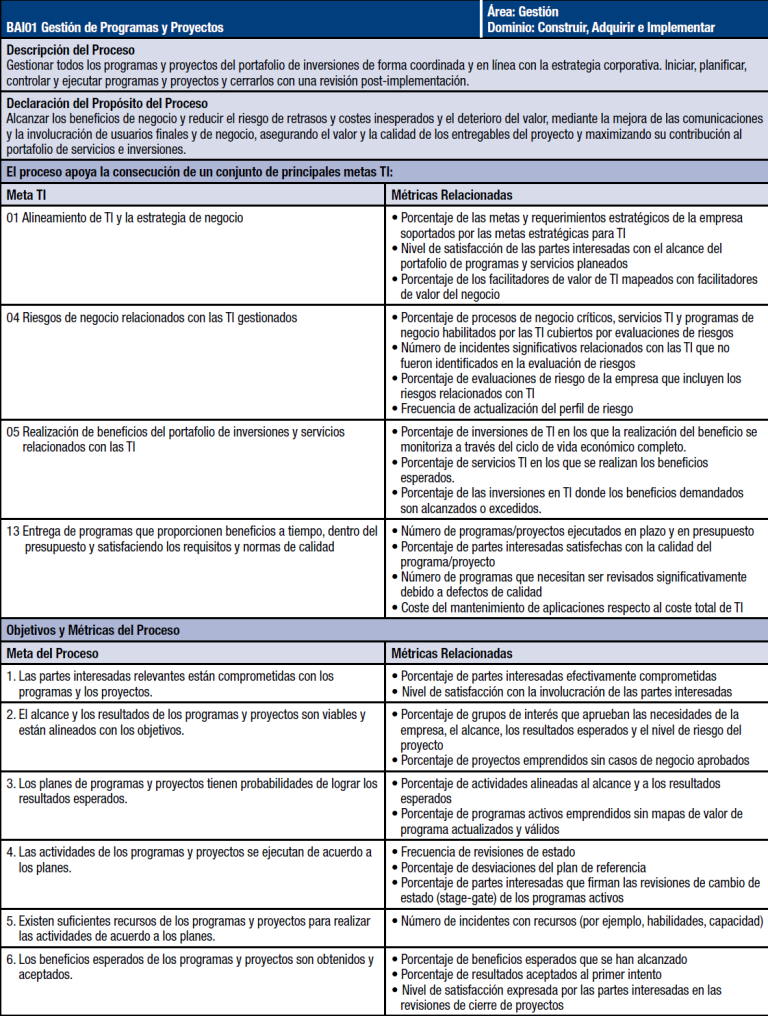 BAI01 Gestión de Programas y Proyectos
Área: Gestión
Dominio: Construir, Adquirir e Implementar
Descripción del Proceso
Gestionar todos los programas y proyectos del portafolio de inversiones de forma coordinada y en línea con la estrategia corporativa. Iniciar, planificar,
controlar y ejecutar programas y proyectos y cerrarlos con una revisión post-implementación.
Declaración del Propósito del Proceso
Alcanzar los beneficios de negocio y reducir el riesgo de retrasos y costes inesperados y el deterioro del valor, mediante la mejora de las comunicaciones
y la involucración de usuarios finales y de negocio, asegurando el valor y la calidad de los entregables del proyecto y maximizando su contribución al
portafolio de servicios e inversiones.
El proceso apoya la consecución de un conjunto de principales metas TI:
Meta TI
Métricas Relacionadas
01 Alineamiento de TI y la estrategia de negocio
• Porcentaje de las metas y requerimientos estratégicos de la empresa
soportados por las metas estratégicas para TI
• Nivel de satisfacción de las partes interesadas con el alcance del
portafolio de programas y servicios planeados
• Porcentaje de los facilitadores de valor de TI mapeados con facilitadores
de valor del negocio
04 Riesgos de negocio relacionados con las TI gestionados
• Porcentaje de procesos de negocio críticos, servicios TI y programas de
negocio habilitados por las TI cubiertos por evaluaciones de riesgos
• Número de incidentes significativos relacionados con las TI que no
fueron identificados en la evaluación de riesgos
• Porcentaje de evaluaciones de riesgo de la empresa que incluyen los
riesgos relacionados con TI
• Frecuencia de actualización del perfil de riesgo
05 Realización de beneficios del portafolio de inversiones y servicios
relacionados con las TI
• Porcentaje de inversiones de TI en los que la realización del beneficio se
monitoriza a través del ciclo de vida económico completo.
• Porcentaje de servicios TI en los que se realizan los beneficios
esperados.
• Porcentaje de las inversiones en TI donde los beneficios demandados
son alcanzados o excedidos.
13 Entrega de programas que proporcionen beneficios a tiempo, dentro del
presupuesto y satisfaciendo los requisitos y normas de calidad
• Número de programas/proyectos ejecutados en plazo y en presupuesto
• Porcentaje de partes interesadas satisfechas con la calidad del
programa/proyecto
• Número de programas que necesitan ser revisados significativamente
debido a defectos de calidad
• Coste del mantenimiento de aplicaciones respecto al coste total de TI
Objetivos y Métricas del Proceso
Meta del Proceso
Métricas Relacionadas
1. Las partes interesadas relevantes están comprometidas con los
programas y los proyectos.
• Porcentaje de partes interesadas efectivamente comprometidas
• Nivel de satisfacción con la involucración de las partes interesadas
2. El alcance y los resultados de los programas y proyectos son viables y
están alineados con los objetivos.
• Porcentaje de grupos de interés que aprueban las necesidades de la
empresa, el alcance, los resultados esperados y el nivel de riesgo del
proyecto
• Porcentaje de proyectos emprendidos sin casos de negocio aprobados
3. Los planes de programas y proyectos tienen probabilidades de lograr los
resultados esperados.
• Porcentaje de actividades alineadas al alcance y a los resultados
esperados
• Porcentaje de programas activos emprendidos sin mapas de valor de
programa actualizados y válidos
4. Las actividades de los programas y proyectos se ejecutan de acuerdo a
los planes.
• Frecuencia de revisiones de estado
• Porcentaje de desviaciones del plan de referencia
• Porcentaje de partes interesadas que firman las revisiones de cambio de
estado (stage-gate) de los programas activos
5. Existen suficientes recursos de los programas y proyectos para realizar
las actividades de acuerdo a los planes.
• Número de incidentes con recursos (por ejemplo, habilidades, capacidad)
6. Los beneficios esperados de los programas y proyectos son obtenidos y
aceptados.
• Porcentaje de beneficios esperados que se han alcanzado
• Porcentaje de resultados aceptados al primer intento
• Nivel de satisfacción expresada por las partes interesadas en las
revisiones de cierre de proyectos